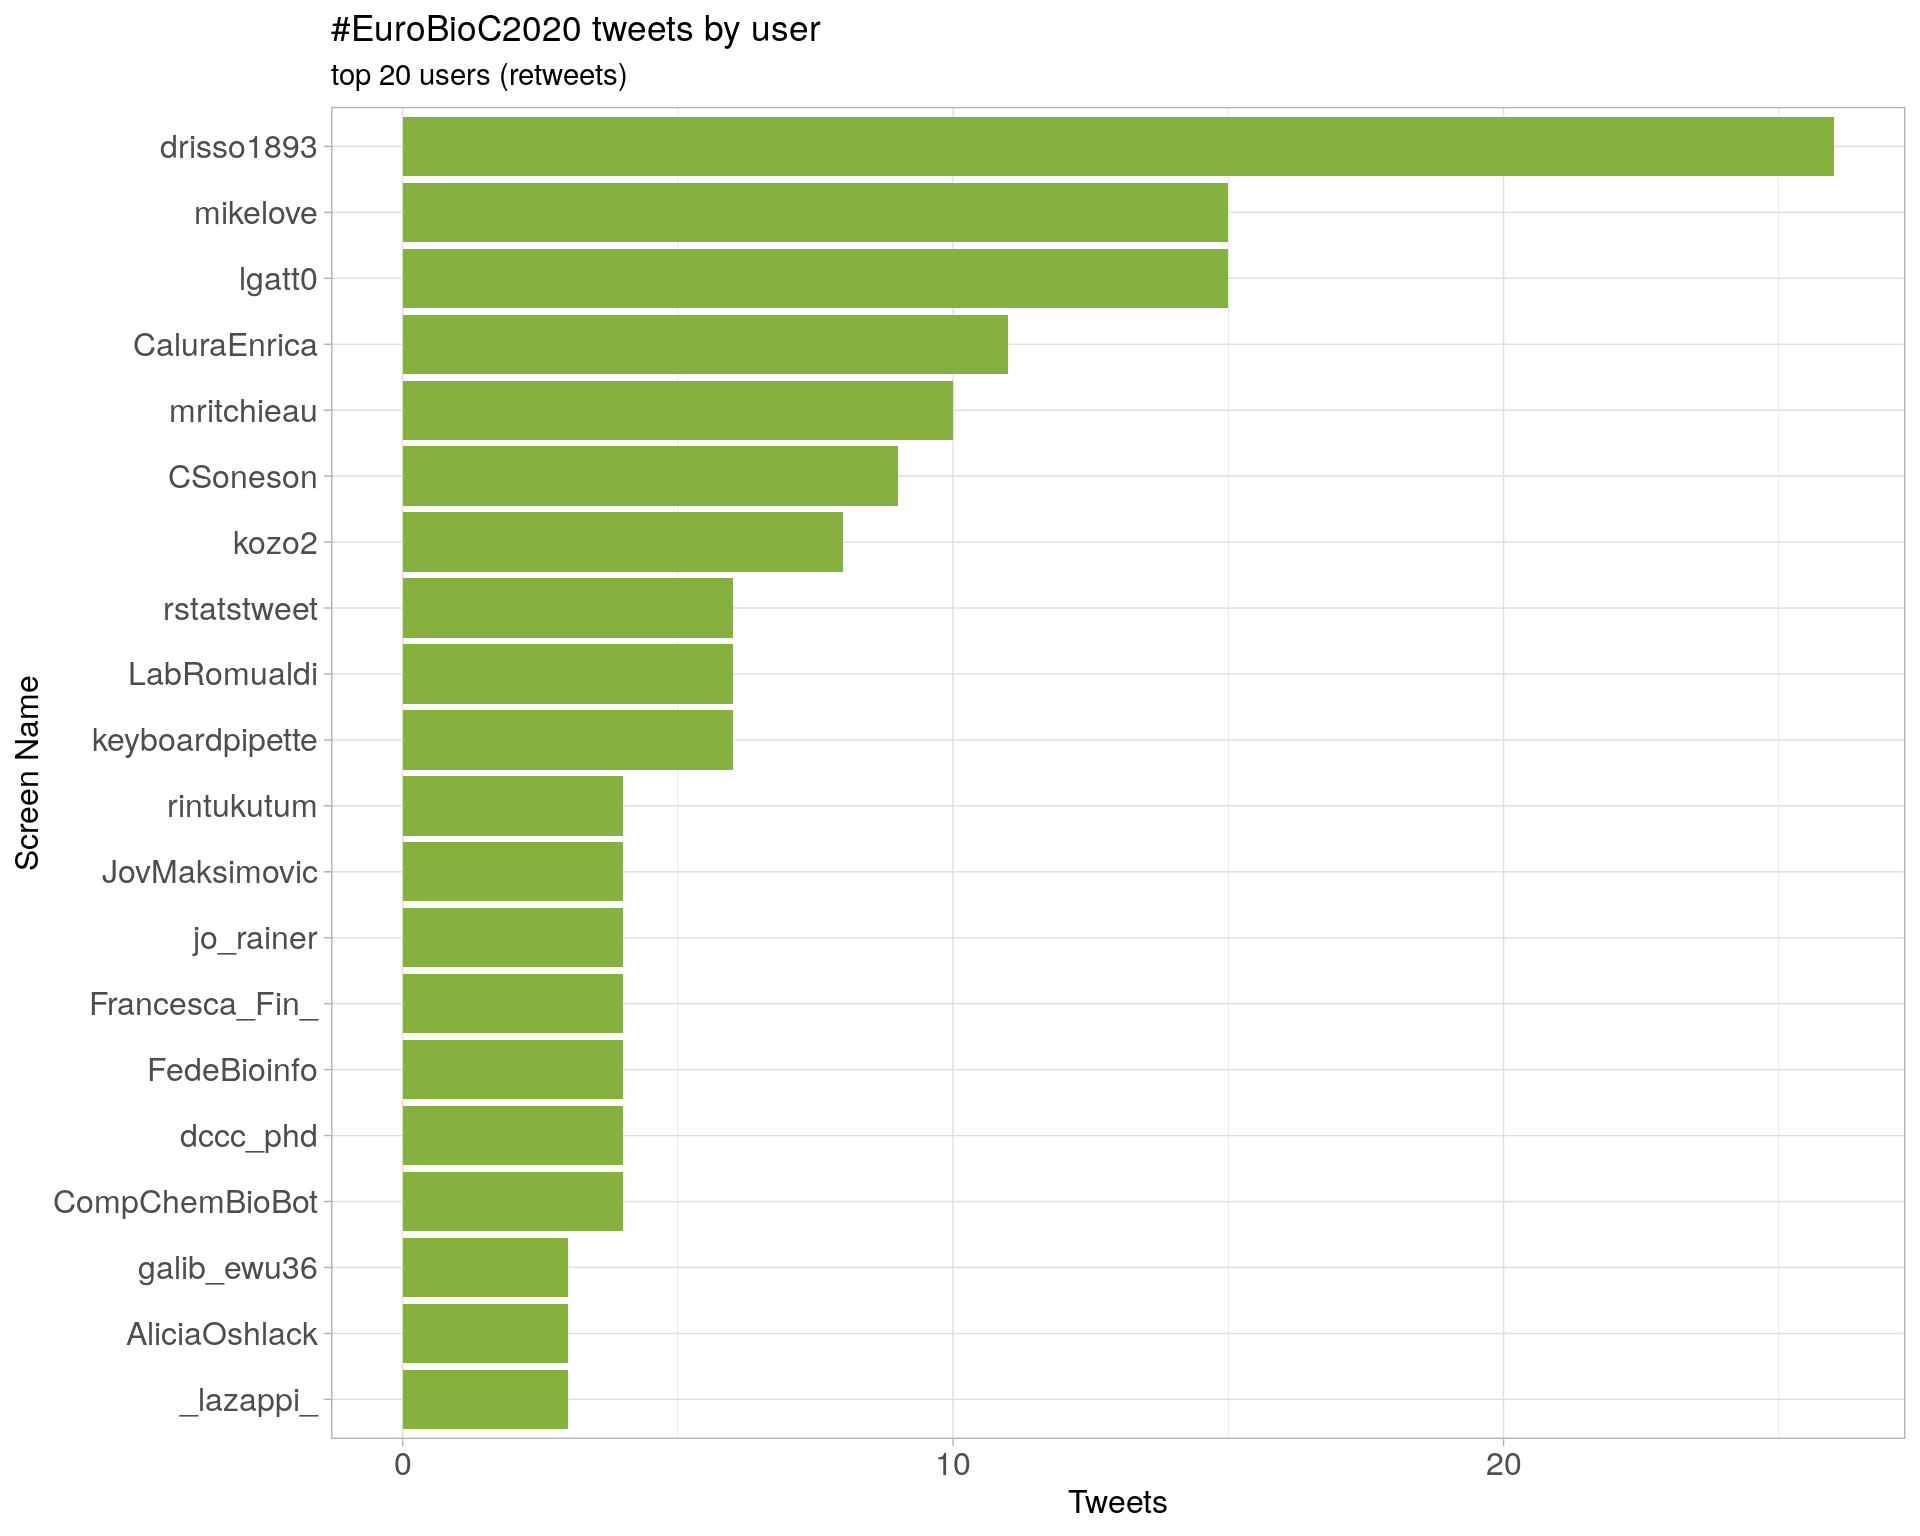 #EuroBioC2020 tweets by user
top 20 users (retweets)
drisso1893
mikelove
lgatt0
CaluraEnrica
mritchieau
CSoneson
kozo2
rstatstweet
LabRomualdi
keyboardpipette
rintukutum
JovMaksimovic
jo_rainer
Francesca_Fin_
FedeBioinfo
dccc_phd
CompChemBioBot
galib_ewu36
AliciaOshlack
_lazappi_
Screen Name
0 10 20
Tweets